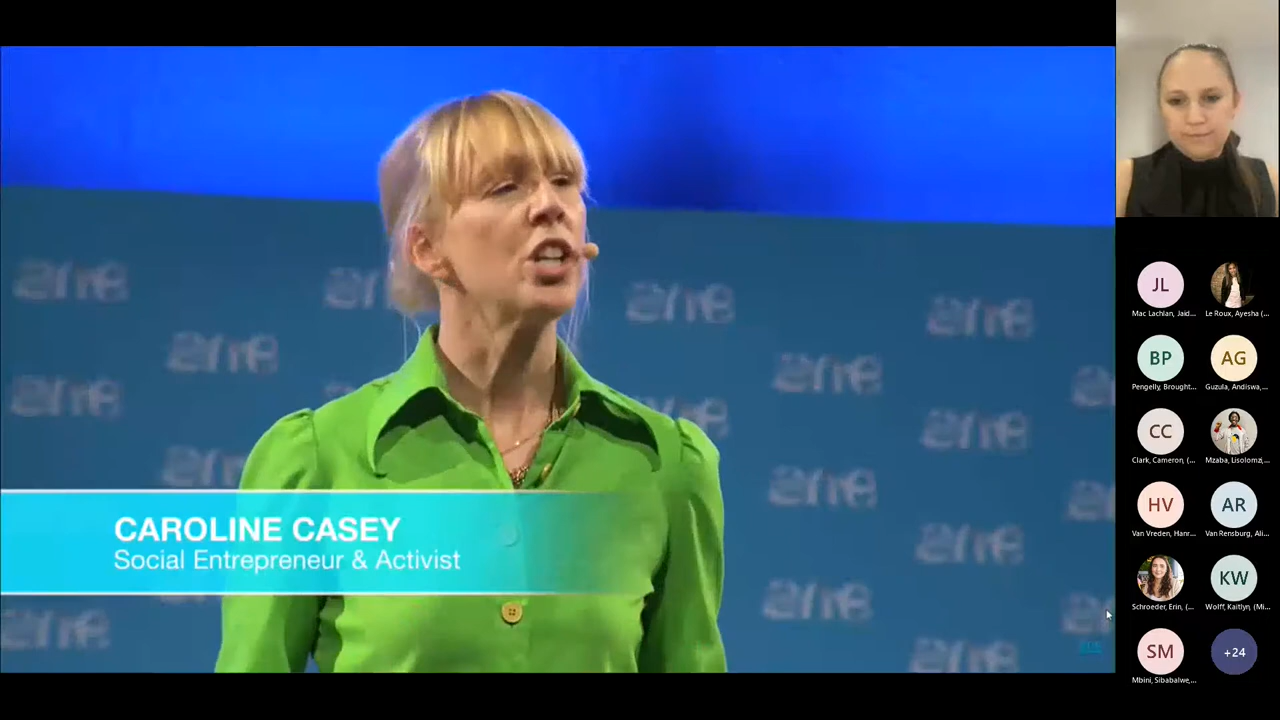 CAROLINE CASEY
Social Entrepreneur & Activist
JL
Mac Lachlan, Jaid...
Le Roux, Ayesha (...
BP
Pengelly, Brought...
AG
Guzula, Andiswa,...
CC
Clark, Cameron, (...
Mzaba, Lisolomzi,...
HV
Van Vreden, Hanr...
AR
Van Rensburg, Ali...
Schroeder, Erin, (...
KW
Wolff, Kaitlyn, (Mi...
SM
Mbini, Sibabalwe,...
+24